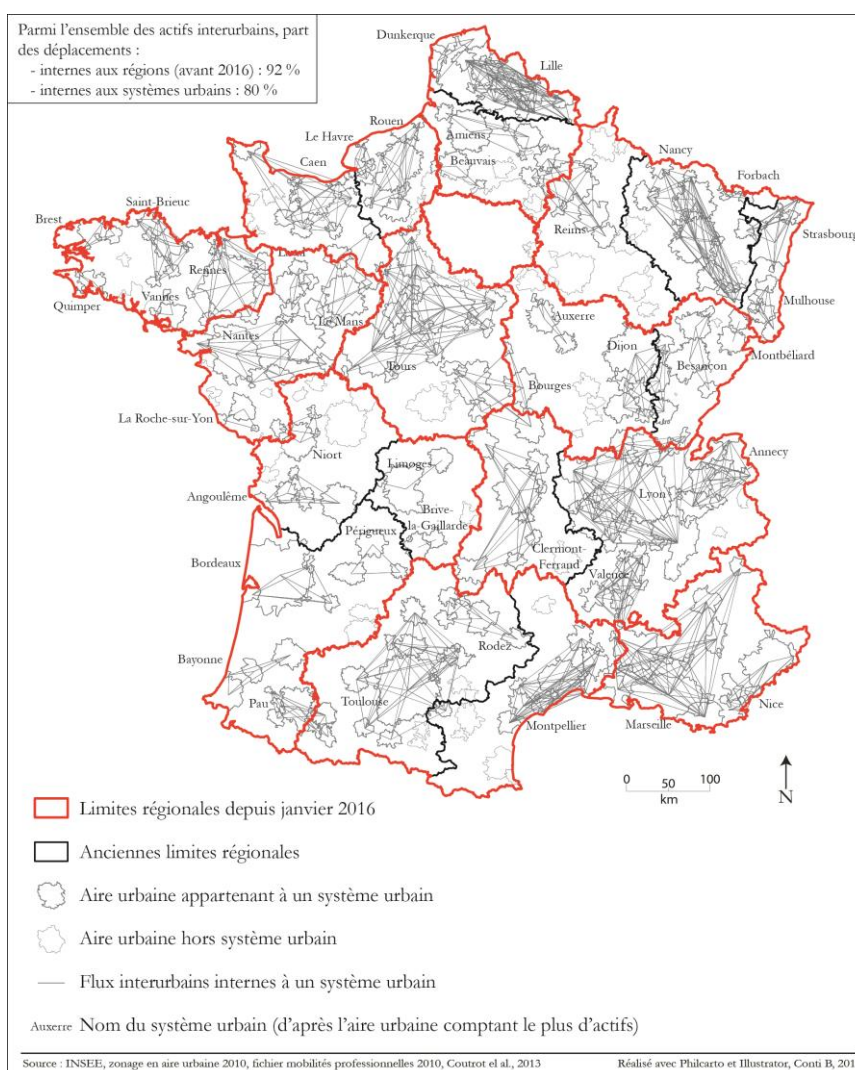 Parmi l'ensemble des actifs interurbains, part
des déplacements :
- internes aux régions (avant 2016) : 92 %
- internes aux systèmes urbains : 80 %
Dunkerque
Lille
Rouen
Le Havre
Caen
Amiens
Beauvais
Nancy
Forbach
Strasbourg
Reims
Saint-Brieuc
Brest
Rennes
Quimper
Vannes
Mulhouse
Le Mans
Nantes
Auxerre
Dijon
Montbéliard
Besançon
Tours
Bourges
La Roche-sur-Yon
Niort
Annecy
Limoges
Lyon
Angoulême
Brive-
la-Gaillarde
Périgueux
Clermont-
Ferrand
Bordeaux
Valence
Bayonne
Rodez
Pau
Toulouse
Montpellier
Marseille
Nice
0 50 100
km
N
Limites régionales depuis janvier 2016
Anciennes limites régionales
Aire urbaine appartenant à un système urbain
Aire urbaine hors système urbain
Flux interurbains internes à un système urbain
Auxerre Nom du système urbain (d'après l'aire urbaine comptant le plus d'actifs)
Source : INSEE, zonage en aire urbaine 2010, fichier mobilités professionnelles 2010, Coutrot et al., 2013
Réalisé avec Philcarto et Illustrator, Conti B, 201